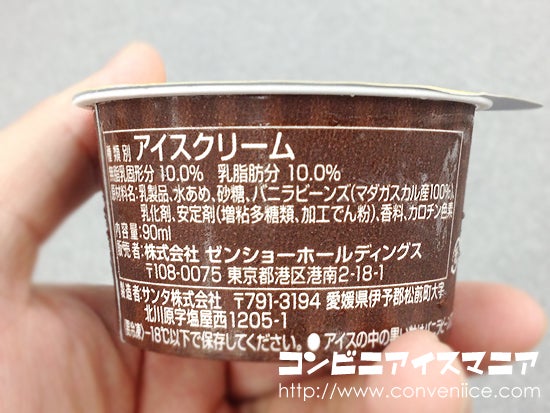 種類別 アイスクリーム
無脂乳固形分 10.0% 乳脂肪分 10.0%
原材料名:乳製品、水あめ、砂糖、バニラビーンズ(マダガスカル産100%)、
乳化剤、安定剤(増粘多糖類、加工でん粉)、香料、カロチン色素
内容量:90ml
販売者:株式会社 ゼンショーホールディングス
〒108-0075 東京都港区港南2-18-1
製造者:サンタ株式会社 〒791-3194 愛媛県伊予郡松前町大字
北川原字塩屋西1205-1
-18℃以下で保存してください。 ●アイスの中の黒い
コンビニアイスマニア
http://www.conveniice.com/